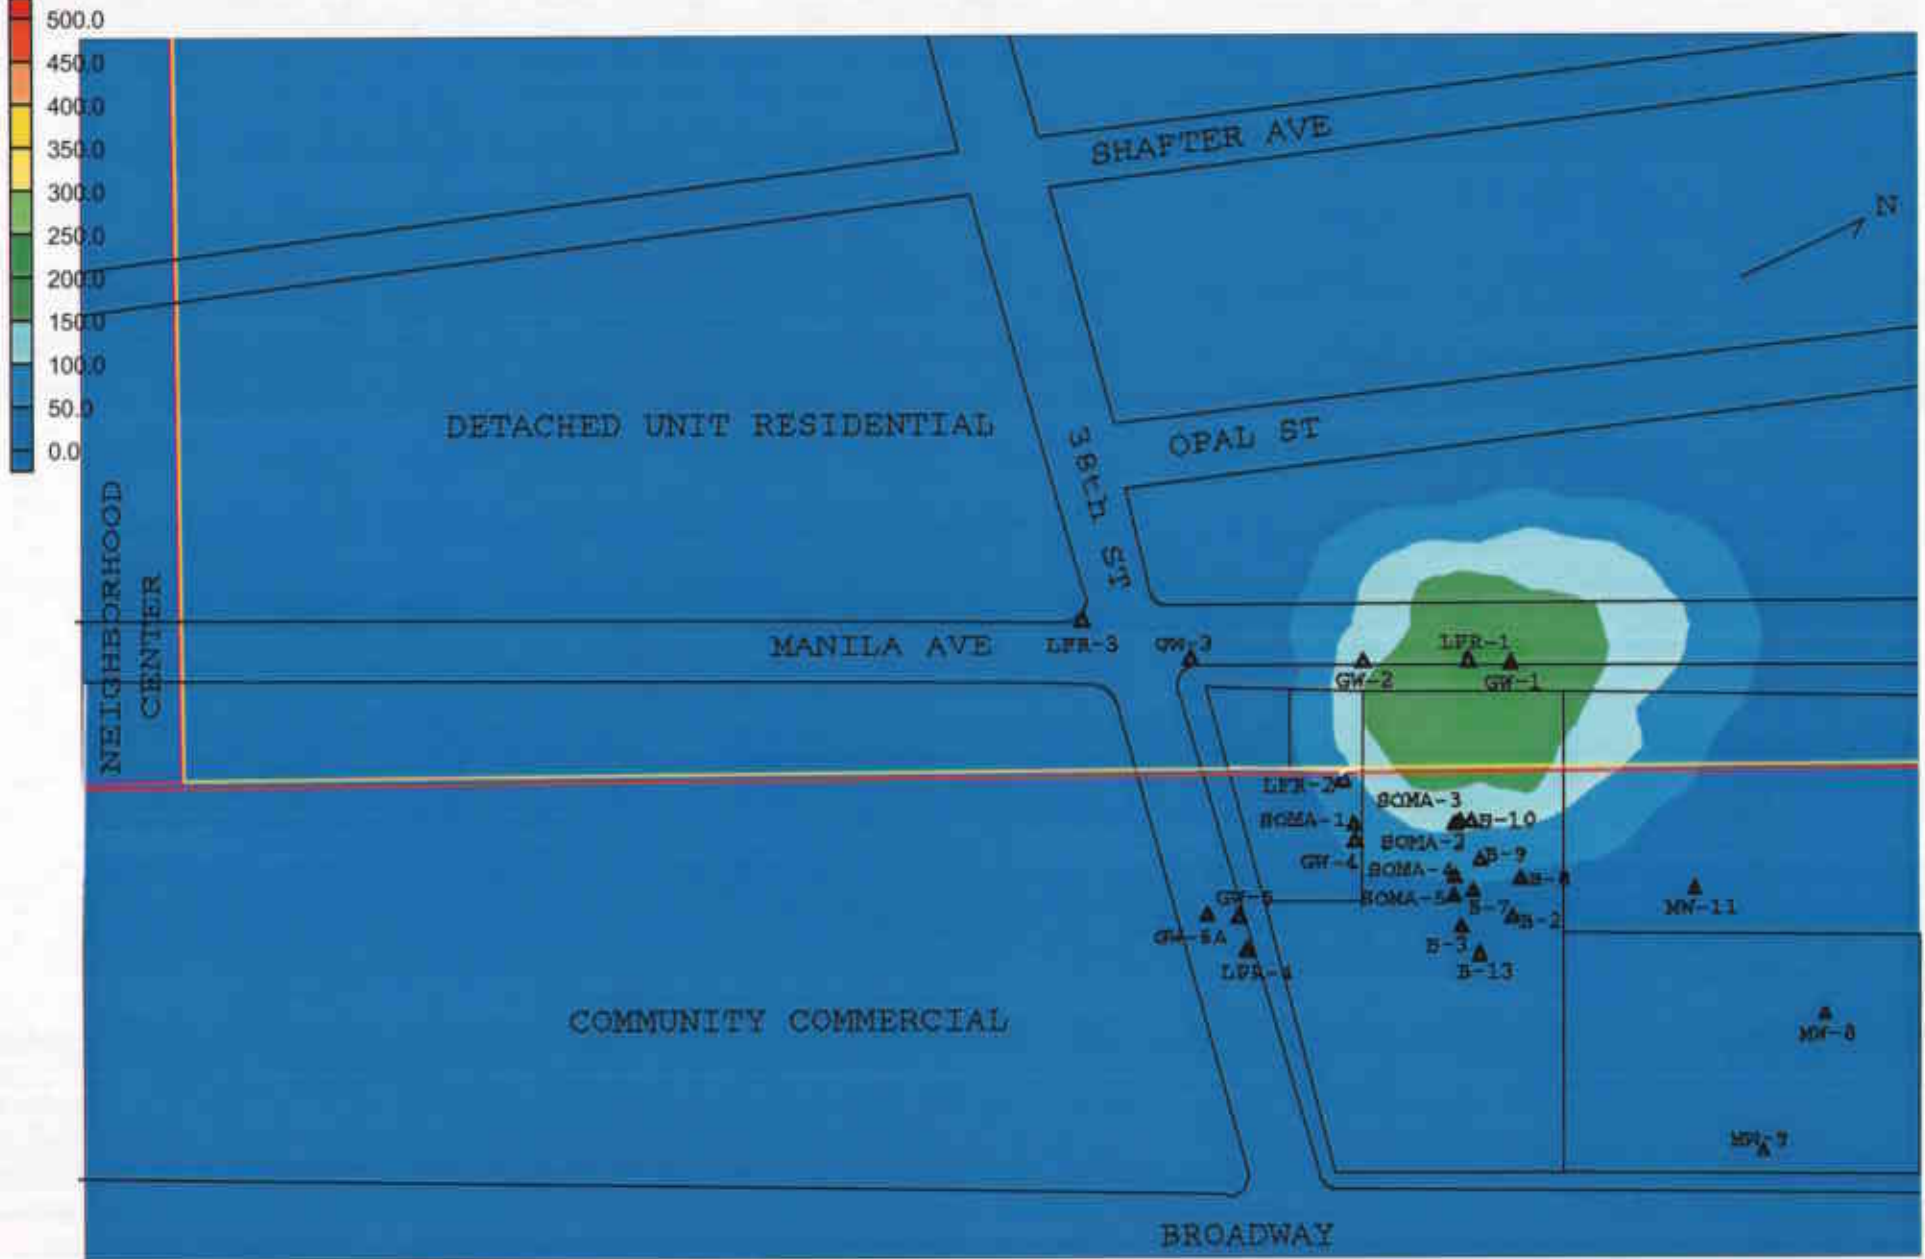 500.0
450.0
400.0
350.0
300.0
250.0
200.0
150.0
100.0
50.0
0.0
SHAFTER AVE
N
DETACHED UNIT RESIDENTIAL
OPAL ST
38th ST
NEIGHBORHOOD
CENTER
MANILA AVE
LFR-3
GW-3
LFR-1
GW-2
GW-1
LFR-2
SOMA-3
SOMA-1
B-10
SOMA-2
GW-4
B-9
SOMA-4
B-8
SOMA-5
B-7
MW-11
GW-5
B-2
GW-5A
B-3
LFR-4
B-13
COMMUNITY COMMERCIAL
MW-8
BROADWAY